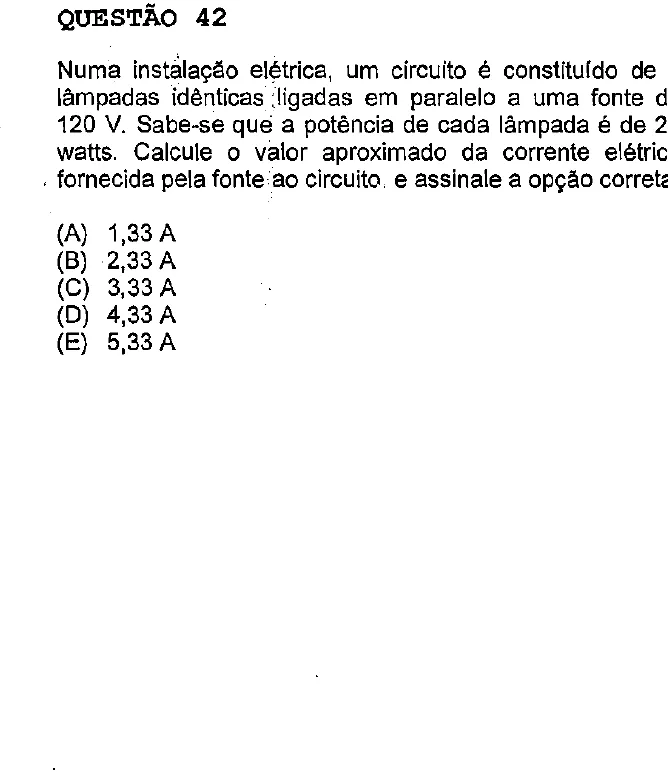 QUESTÃO 42
Numa instalação elétrica, um circuito é constituído de
lâmpadas idênticas ligadas em paralelo a uma fonte d
120 V. Sabe-se que a potência de cada lâmpada é de 2
watts. Calcule o valor aproximado da corrente elétric
fornecida pela fonte ao circuito, e assinale a opção correta
(A) 1,33 A
(B) 2,33 A
(C) 3,33 A
(D) 4,33 A
(E) 5,33 A